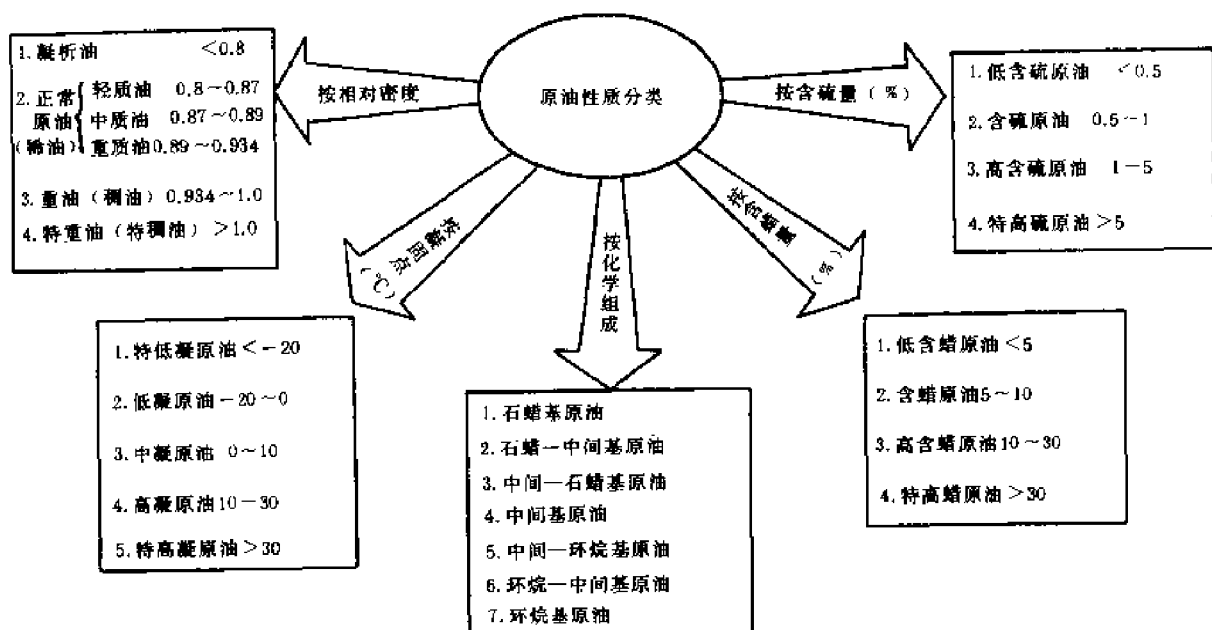 原油性质分类
按相对密度
1.凝析油 <0.8
2.正常原油(稀油)
轻质油 0.8~0.87
中质油 0.87~0.89
重质油0.89~0.934
3.重油(稠油)0.934~1.0
4.特重油(特稠油)>1.0
按凝固点(℃)
1.特低凝原油<-20
2.低凝原油-20~0
3.中凝原油 0~10
4.高凝原油10-30
5.特高凝原油>30
按化学组成
1.石蜡基原油
2.石蜡—中间基原油
3.中间—石蜡基原油
4.中间基原油
5.中间—环烷基原油
6.环烷—中间基原油
7.环烷基原油
按含蜡量(%)
1.低含蜡原油<5
2.含蜡原油5~10
3.高含蜡原油10~30
4.特高蜡原油>30
按含硫量(%)
1.低含硫原油 <0.5
2.含硫原油 0.5~1
3.高含硫原油 1-5
4.特高硫原油>5